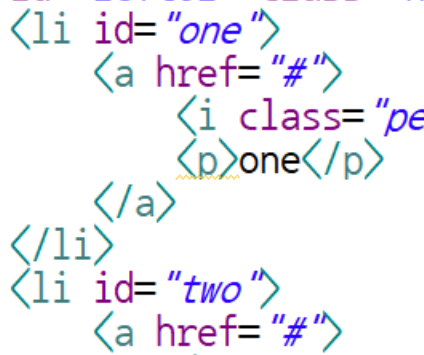 <li id="one">
<a href="#">
<i class="pe
<p>one</p>
</a>
</li>
<li id="two">
<a href="#">